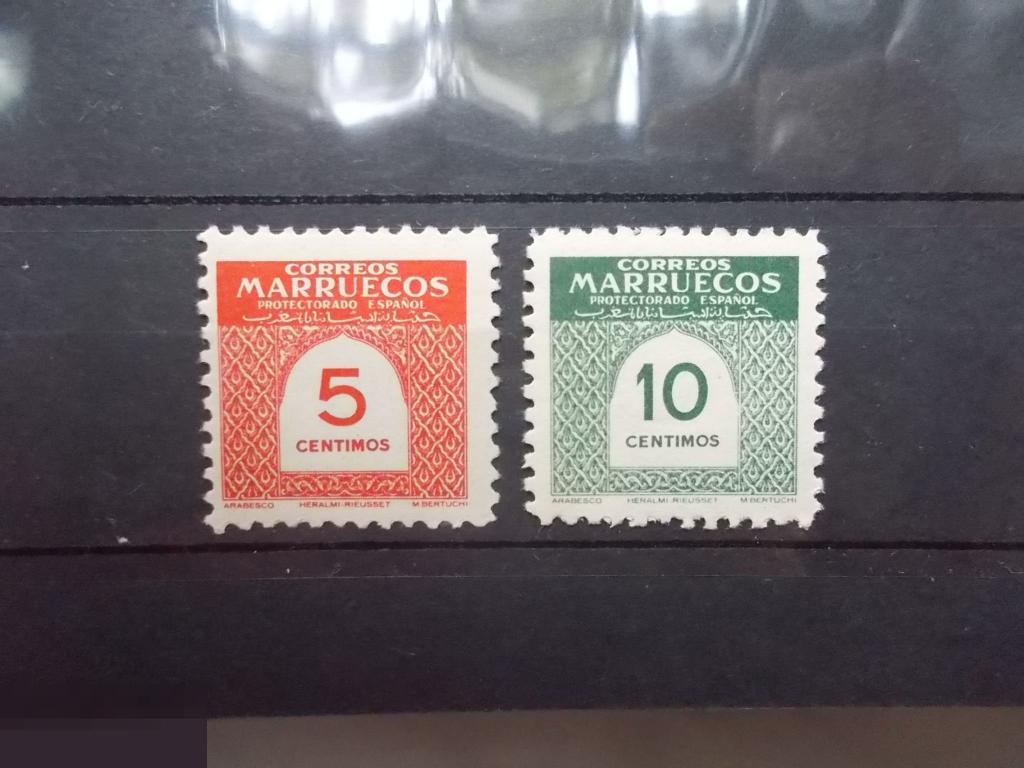 CORREOS
MARRUECOS
PROTECTORADO ESPAÑOL
5
CENTIMOS
ARABESCO HERALMI-RIEUSSET M.BERTUCHI
CORREOS
MARRUECOS
PROTECTORADO ESPAÑOL
10
CENTIMOS
ARABESCO HERALMI-RIEUSSET M.BERTUCHI